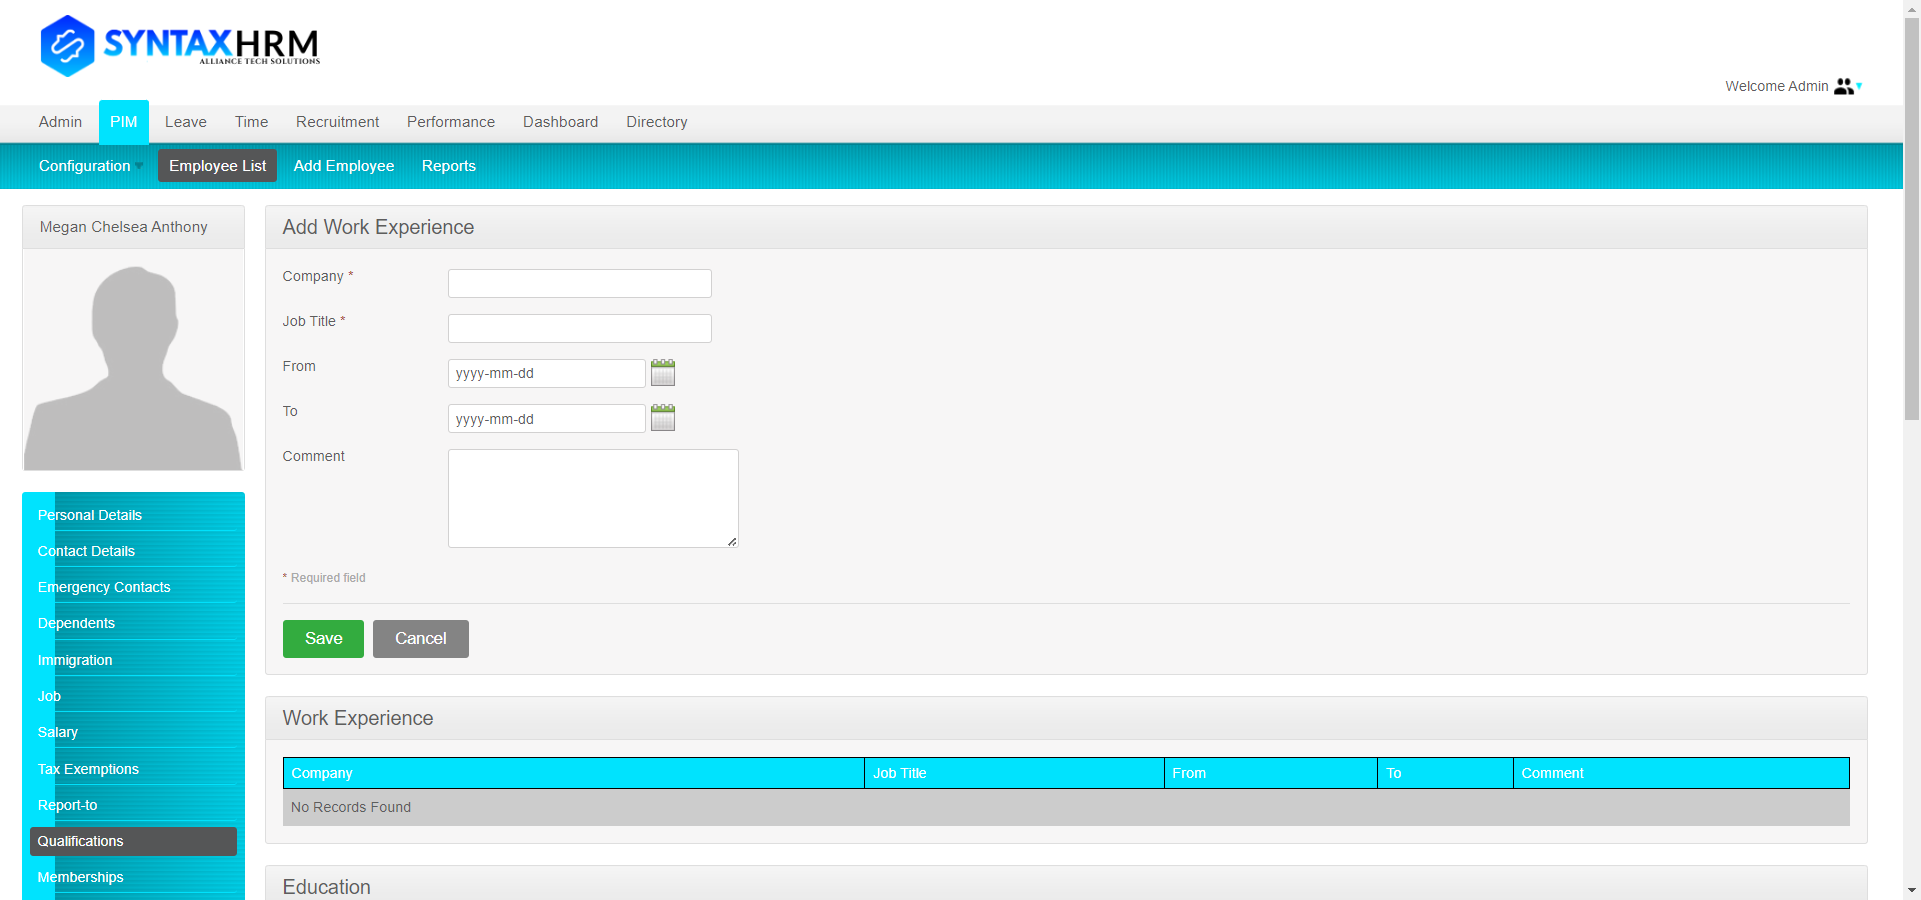 SYNTAXHRM
ALLIANCE TECH SOLUTIONS
Welcome Admin
Admin PIM Leave Time Recruitment Performance Dashboard Directory
Configuration Employee List Add Employee Reports
Megan Chelsea Anthony
Add Work Experience
Company *
Job Title *
From yyyy-mm-dd
To yyyy-mm-dd
Comment
* Required field
Save Cancel
Personal Details
Contact Details
Emergency Contacts
Dependents
Immigration
Job
Salary
Tax Exemptions
Report-to
Qualifications
Memberships
Work Experience
Company Job Title From To Comment
No Records Found
Education